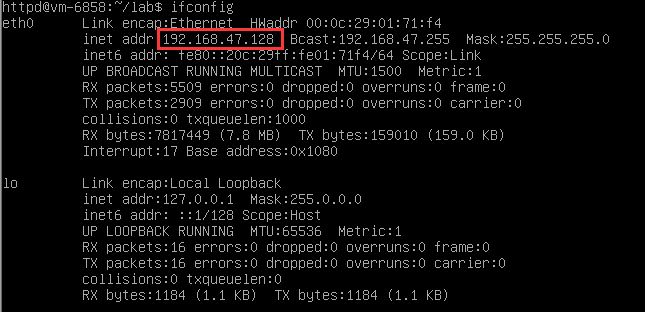 httpd@vm-6858:~/lab$ ifconfig
eth0      Link encap:Ethernet  HWaddr 00:0c:29:01:71:f4
          inet addr:192.168.47.128  Bcast:192.168.47.255  Mask:255.255.255.0
          inet6 addr: fe80::20c:29ff:fe01:71f4/64 Scope:Link
          UP BROADCAST RUNNING MULTICAST  MTU:1500  Metric:1
          RX packets:5509 errors:0 dropped:0 overruns:0 frame:0
          TX packets:2909 errors:0 dropped:0 overruns:0 carrier:0
          collisions:0 txqueuelen:1000
          RX bytes:7817449 (7.8 MB)  TX bytes:159010 (159.0 KB)
          Interrupt:17 Base address:0x1080
lo        Link encap:Local Loopback
          inet addr:127.0.0.1  Mask:255.0.0.0
          inet6 addr: ::1/128 Scope:Host
          UP LOOPBACK RUNNING  MTU:65536  Metric:1
          RX packets:16 errors:0 dropped:0 overruns:0 frame:0
          TX packets:16 errors:0 dropped:0 overruns:0 carrier:0
          collisions:0 txqueuelen:0
          RX bytes:1184 (1.1 KB)  TX bytes:1184 (1.1 KB)